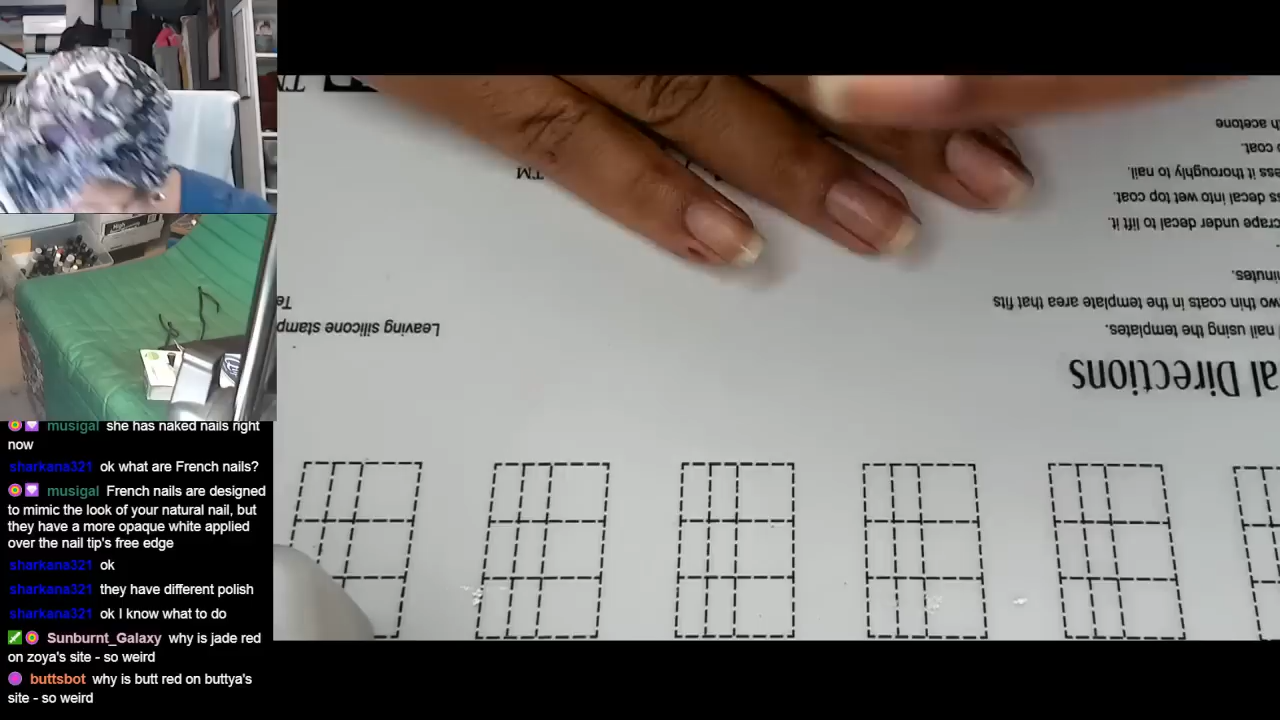 TM
TM
h acetone
coat.
ess it thoroughly to nail.
s decal into wet top coat.
crape under decal to lift it.
two thin coats in the template area that fits
nail using the templates.
al Directions
Leaving silicone stamp
Te
musigal she has naked nails right
now
sharkana321 ok what are French nails?
musigal French nails are designed
to mimic the look of your natural nail, but
they have a more opaque white applied
over the nail tip's free edge
sharkana321 ok
sharkana321 they have different polish
sharkana321 ok I know what to do
Sunburnt_Galaxy why is jade red
on zoya's site - so weird
buttsbot why is butt red on buttya's
site - so weird